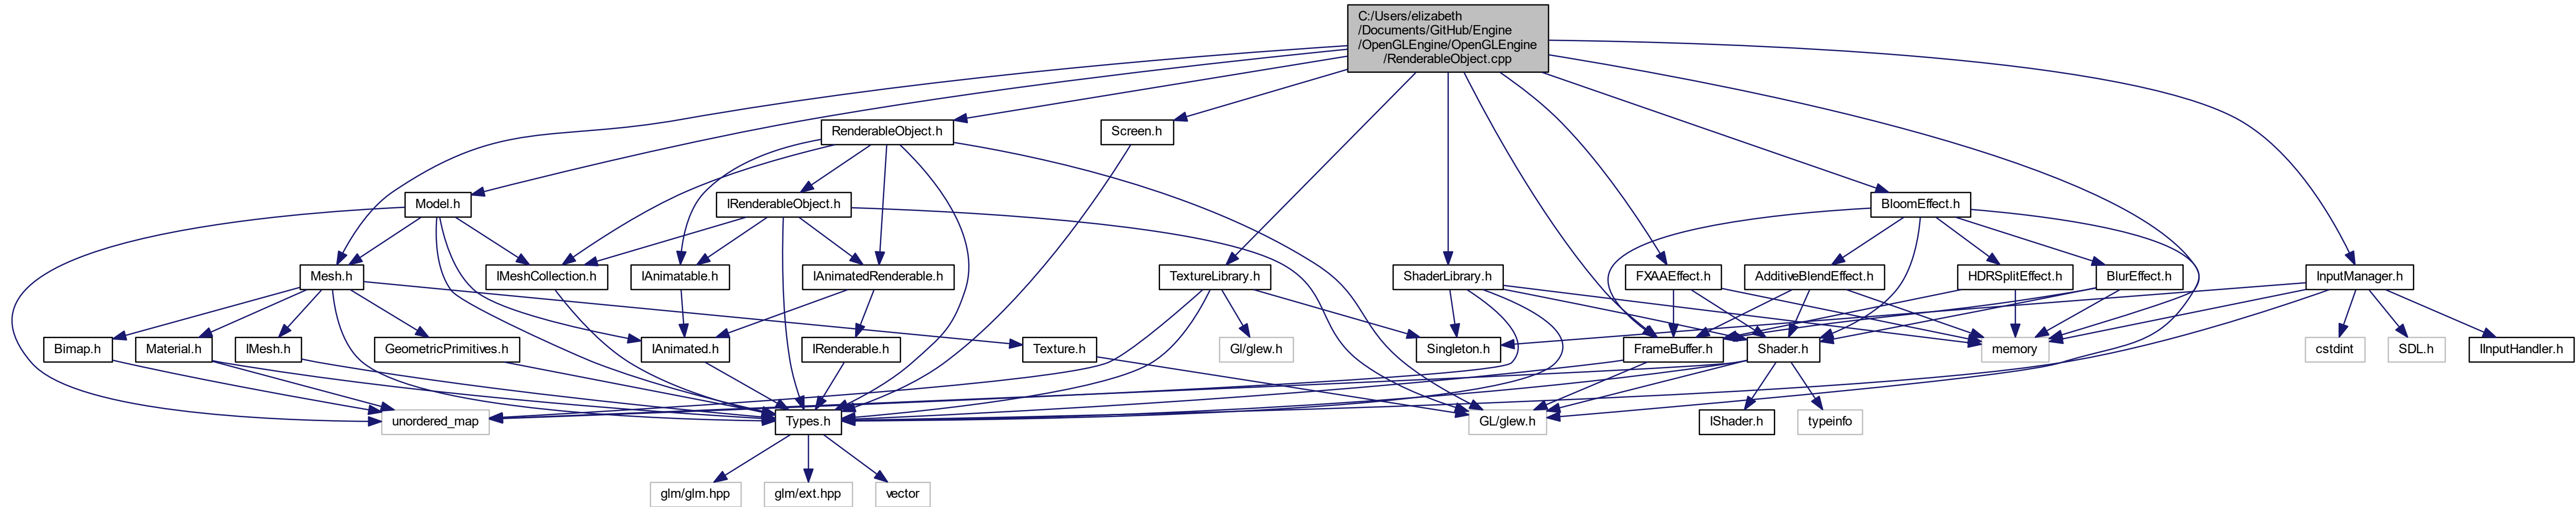 C:/Users/elizabeth
/Documents/GitHub/Engine
/OpenGLEngine/OpenGLEngine
/RenderableObject.cpp
RenderableObject.h
Screen.h
Model.h
IRenderableObject.h
BloomEffect.h
Mesh.h
IMeshCollection.h
IAnimatable.h
IAnimatedRenderable.h
TextureLibrary.h
ShaderLibrary.h
FXAAEffect.h
AdditiveBlendEffect.h
HDRSplitEffect.h
BlurEffect.h
InputManager.h
Bimap.h
Material.h
IMesh.h
GeometricPrimitives.h
IAnimated.h
IRenderable.h
Texture.h
Gl/glew.h
Singleton.h
FrameBuffer.h
Shader.h
memory
cstdint
SDL.h
IInputHandler.h
unordered_map
Types.h
GL/glew.h
IShader.h
typeinfo
glm/glm.hpp
glm/ext.hpp
vector